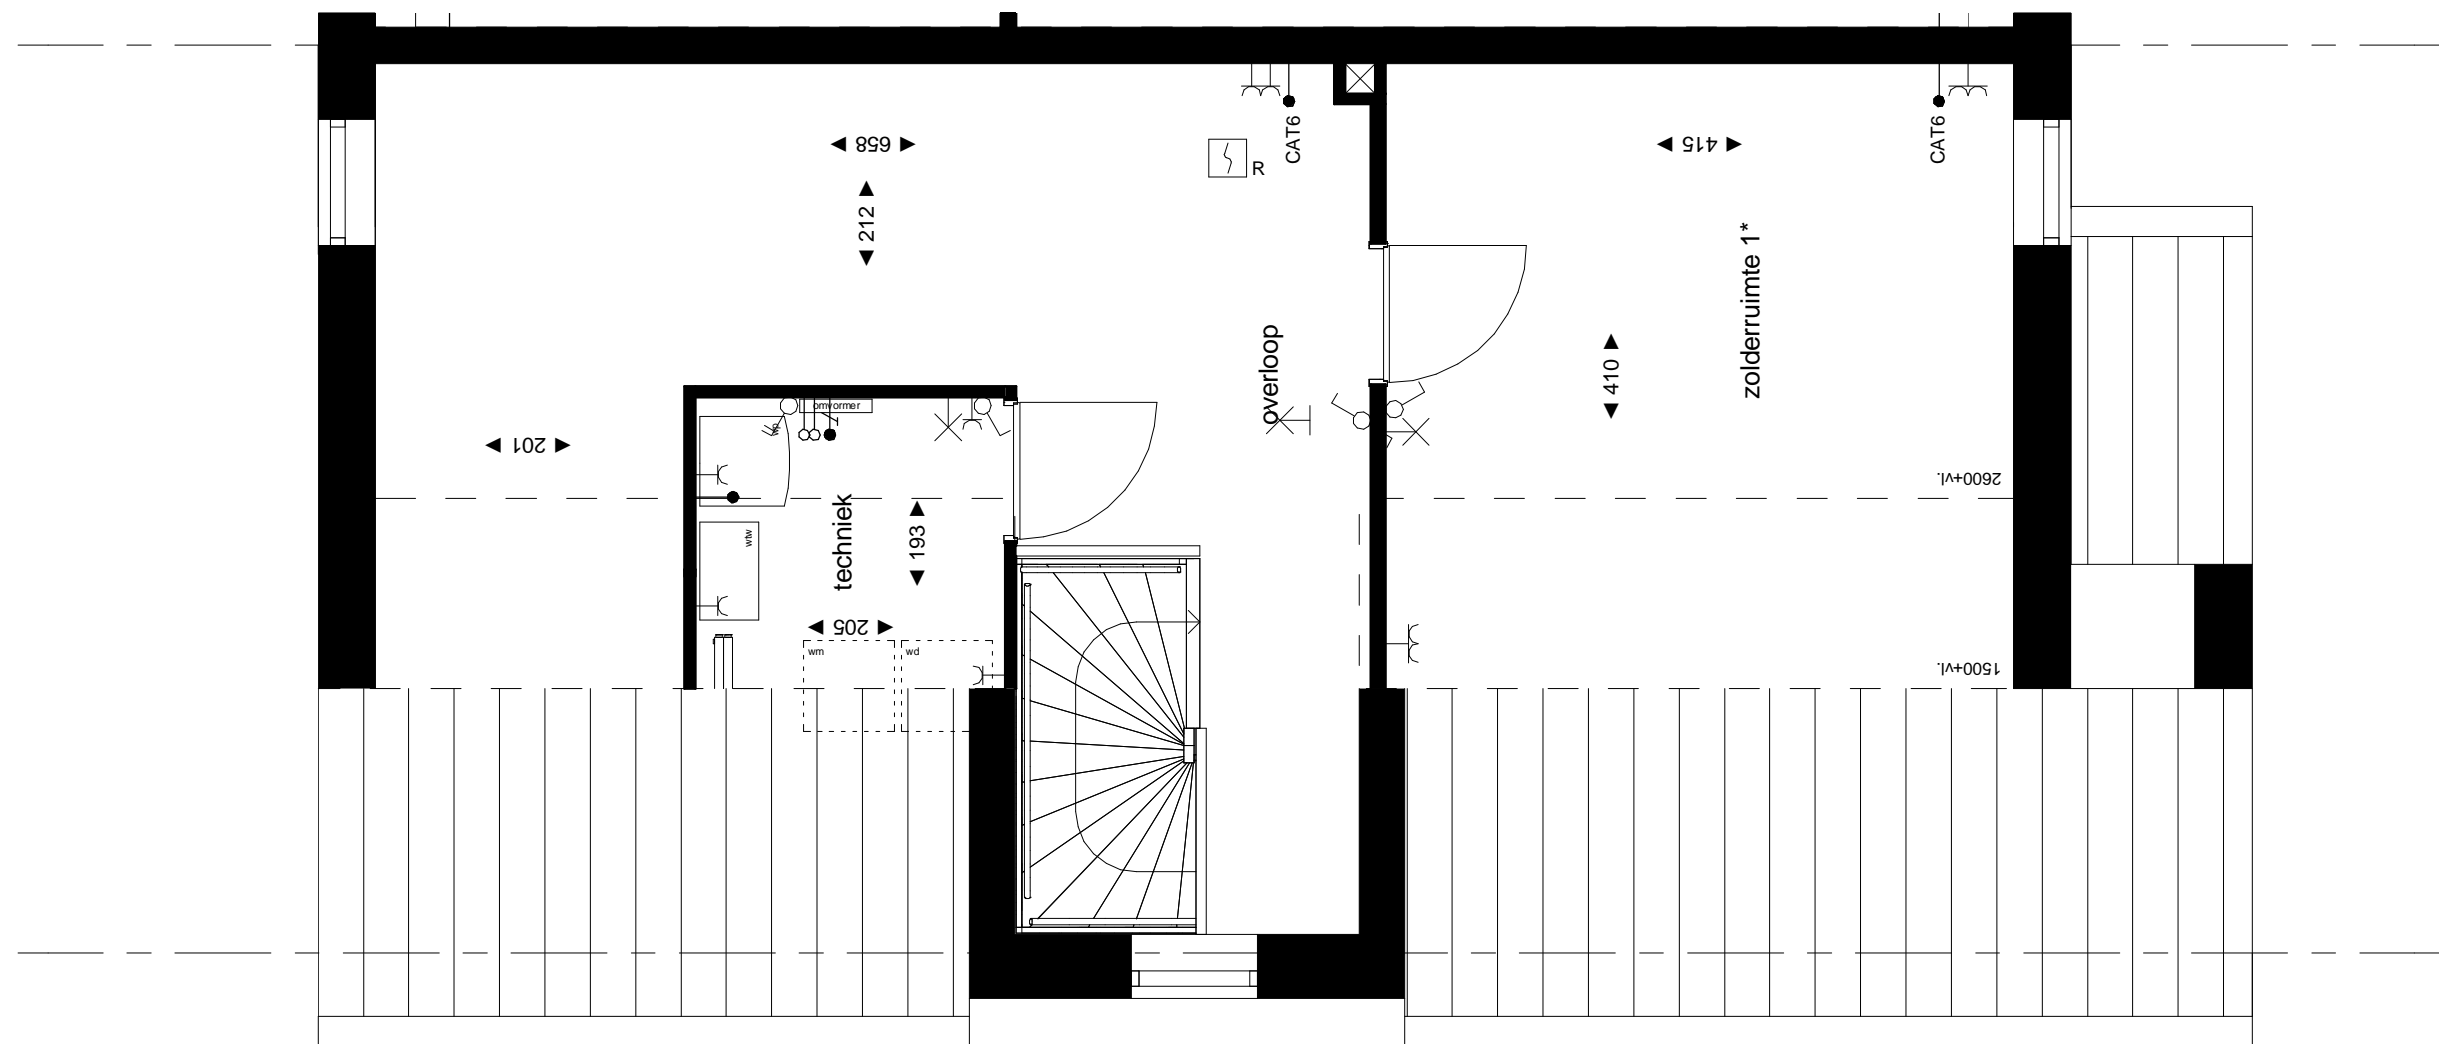 658
212
R
CAT6
415
CAT6
zolderruimte 1*
overloop
410
omvormer
wp
201
techniek
193
wtw
205
wm
wd
2600+vl.
1500+vl.